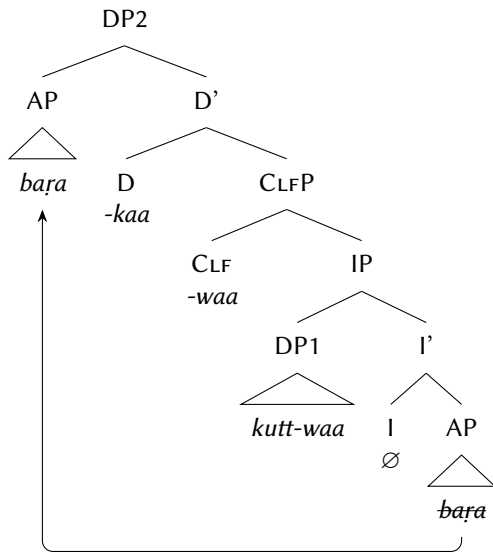 DP2
AP D’
baṛa D CLFP
-kaa
CLF IP
-waa
DP1 I’
kutt-waa I AP
∅
baṛa